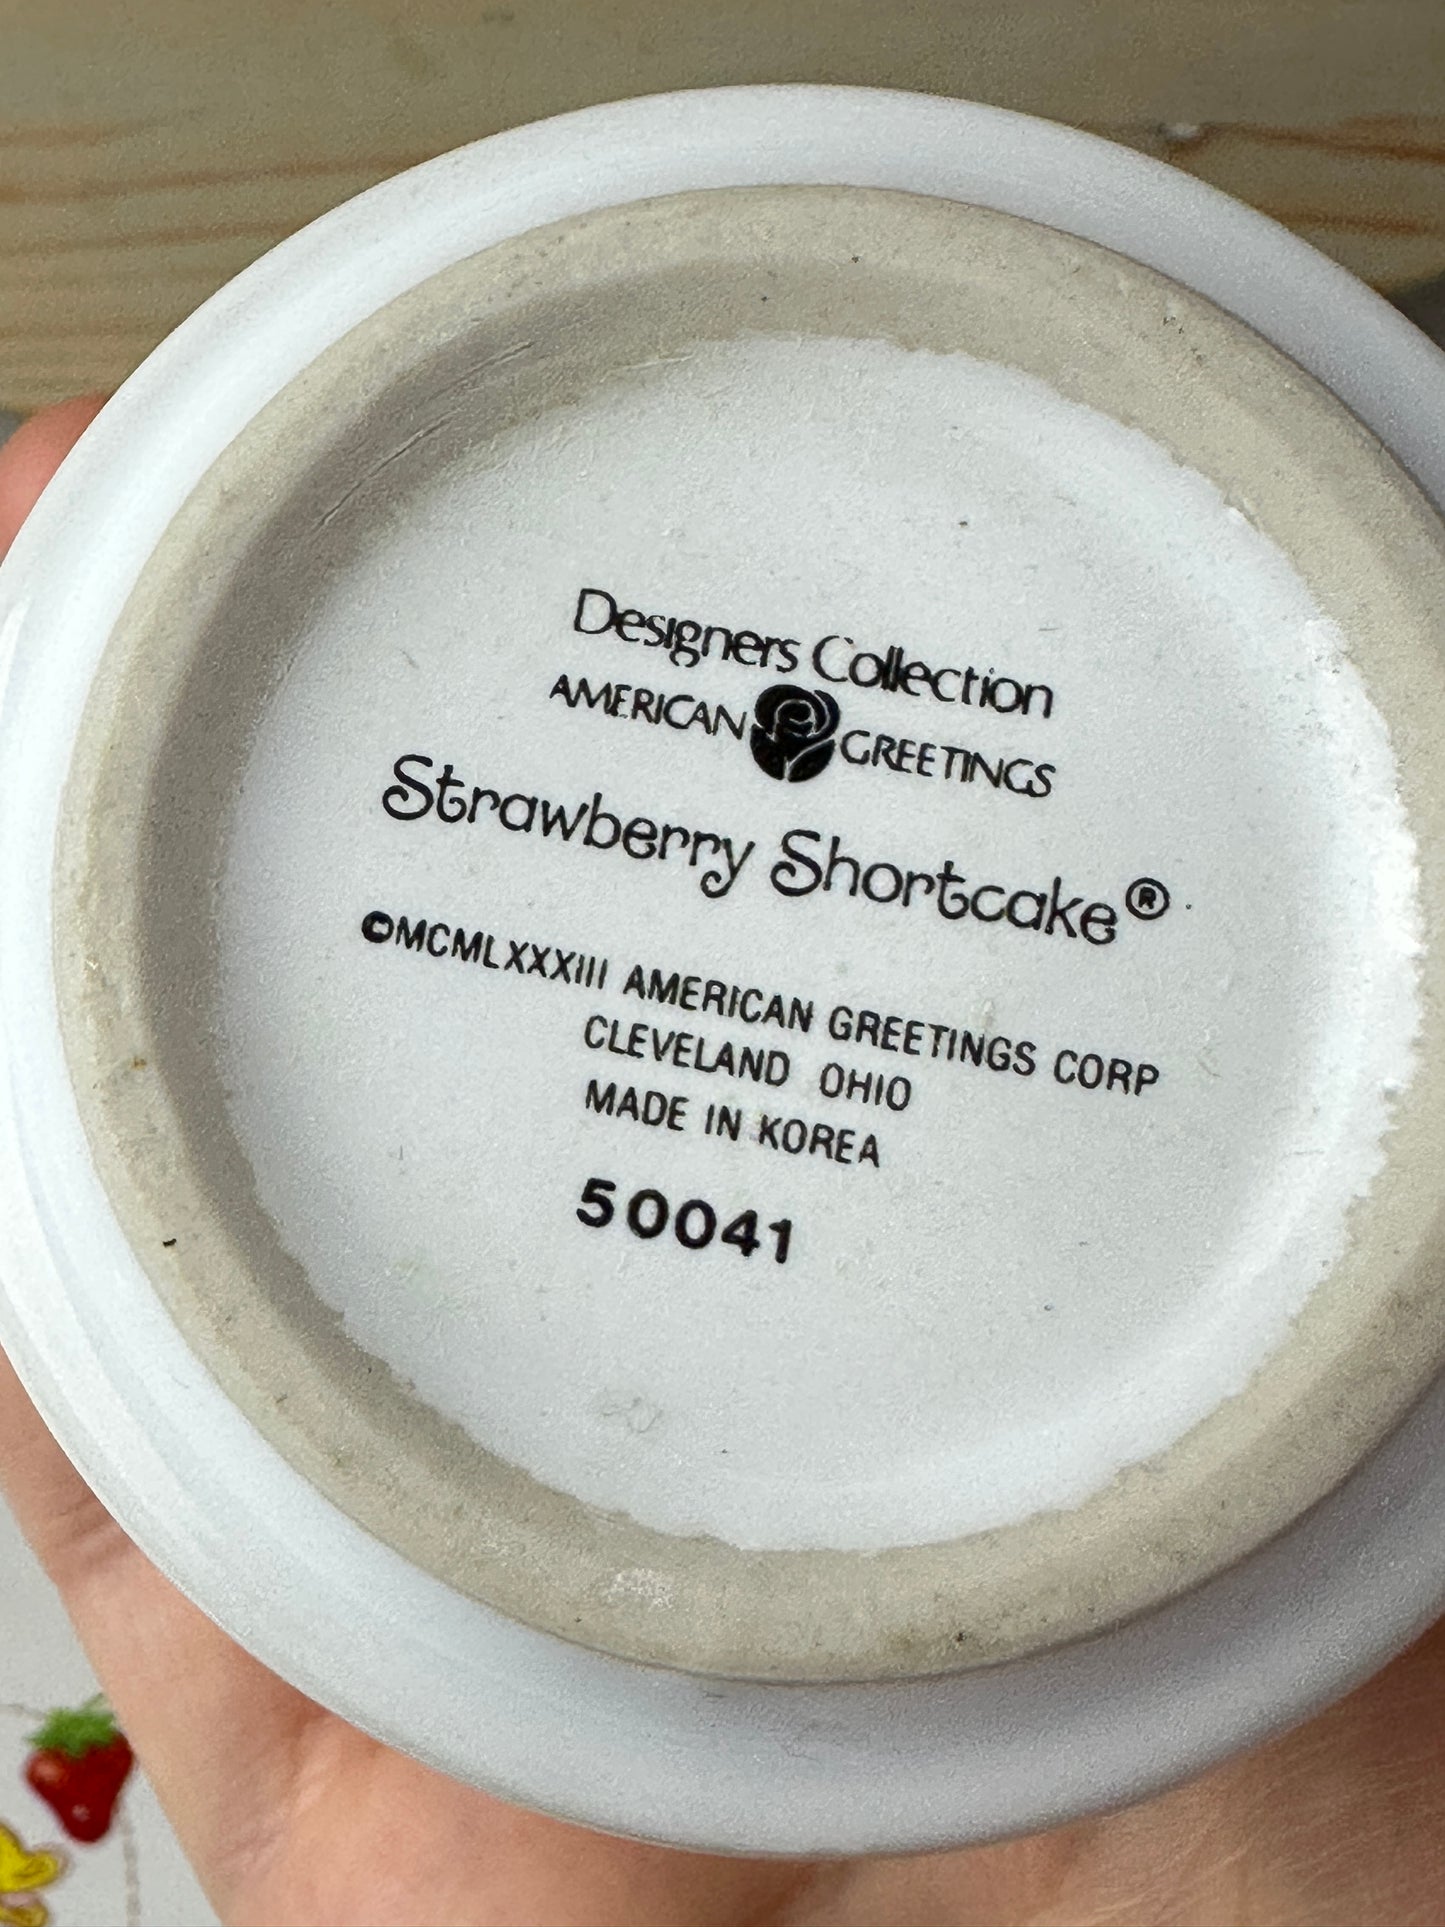 Designers Collection
AMERICAN GREETINGS
Strawberry Shortcake®
©MCMLXXXIII AMERICAN GREETINGS CORP
CLEVELAND OHIO
MADE IN KOREA
50041